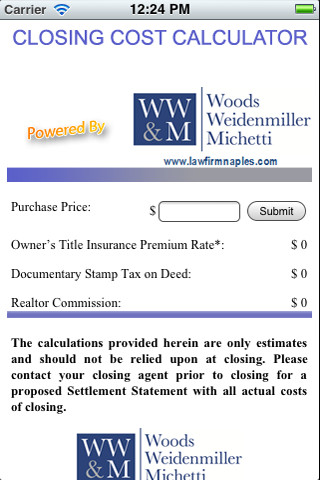 Carrier 12:24 PM
CLOSING COST CALCULATOR
Powered By
WW
&M
Woods
Weidenmiller
Michetti
www.lawfirmnaples.com
Purchase Price: $ Submit
Owner's Title Insurance Premium Rate*: $ 0
Documentary Stamp Tax on Deed: $ 0
Realtor Commission: $ 0
The calculations provided herein are only estimates
and should not be relied upon at closing. Please
contact your closing agent prior to closing for a
proposed Settlement Statement with all actual costs
of closing.
WW
&M
Woods
Weidenmiller
Michetti